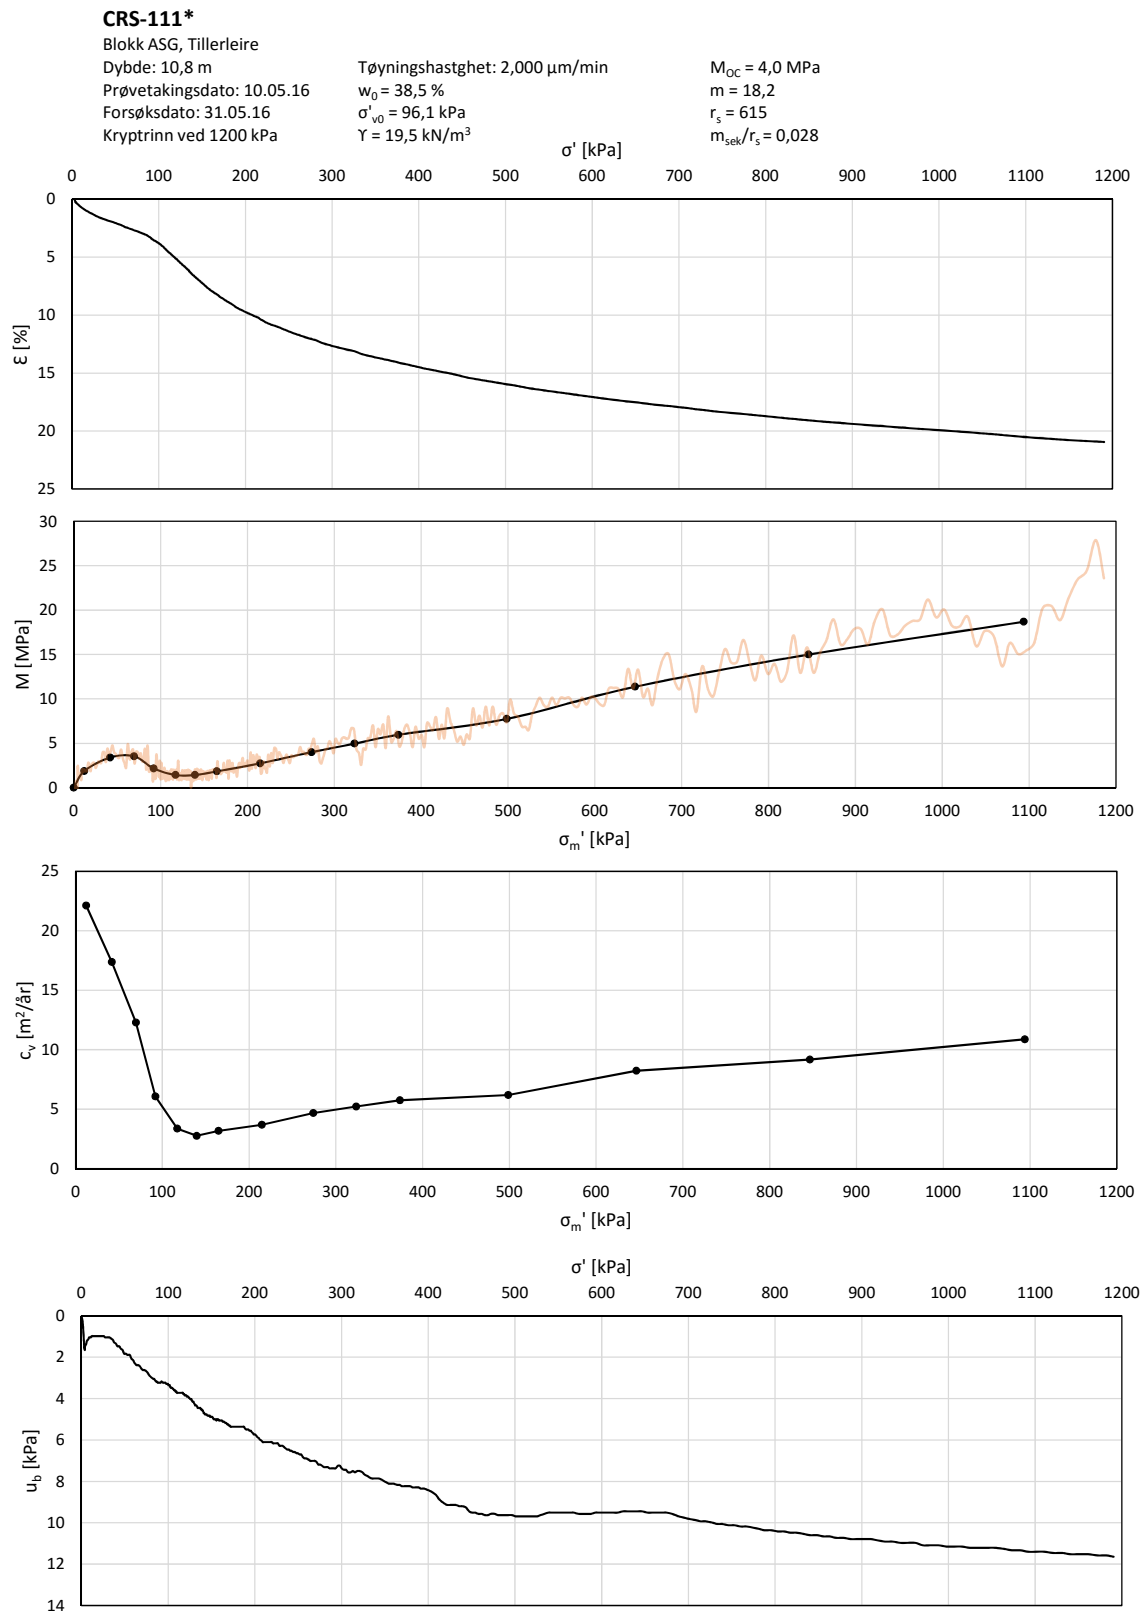 CRS-111*
Blokk ASG, Tillerleire
Dybde: 10,8 m Tøyningshastghet: 2,000 µm/min M_OC = 4,0 MPa
Prøvetakingsdato: 10.05.16 w₀ = 38,5 % m = 18,2
Forsøksdato: 31.05.16 σ'_v0 = 96,1 kPa r_s = 615
Kryptrinn ved 1200 kPa ϒ = 19,5 kN/m³ m_sek/r_s = 0,028
σ' [kPa]
0 100 200 300 400 500 600 700 800 900 1000 1100 1200
0
5
10
15
20
25
ε [%]
30
25
20
15
10
5
0
M [MPa]
0 100 200 300 400 500 600 700 800 900 1000 1100 1200
σ_m' [kPa]
25
20
15
10
5
0
c_v [m²/år]
0 100 200 300 400 500 600 700 800 900 1000 1100 1200
σ_m' [kPa]
σ' [kPa]
0 100 200 300 400 500 600 700 800 900 1000 1100 1200
0
2
4
6
8
10
12
14
u_b [kPa]